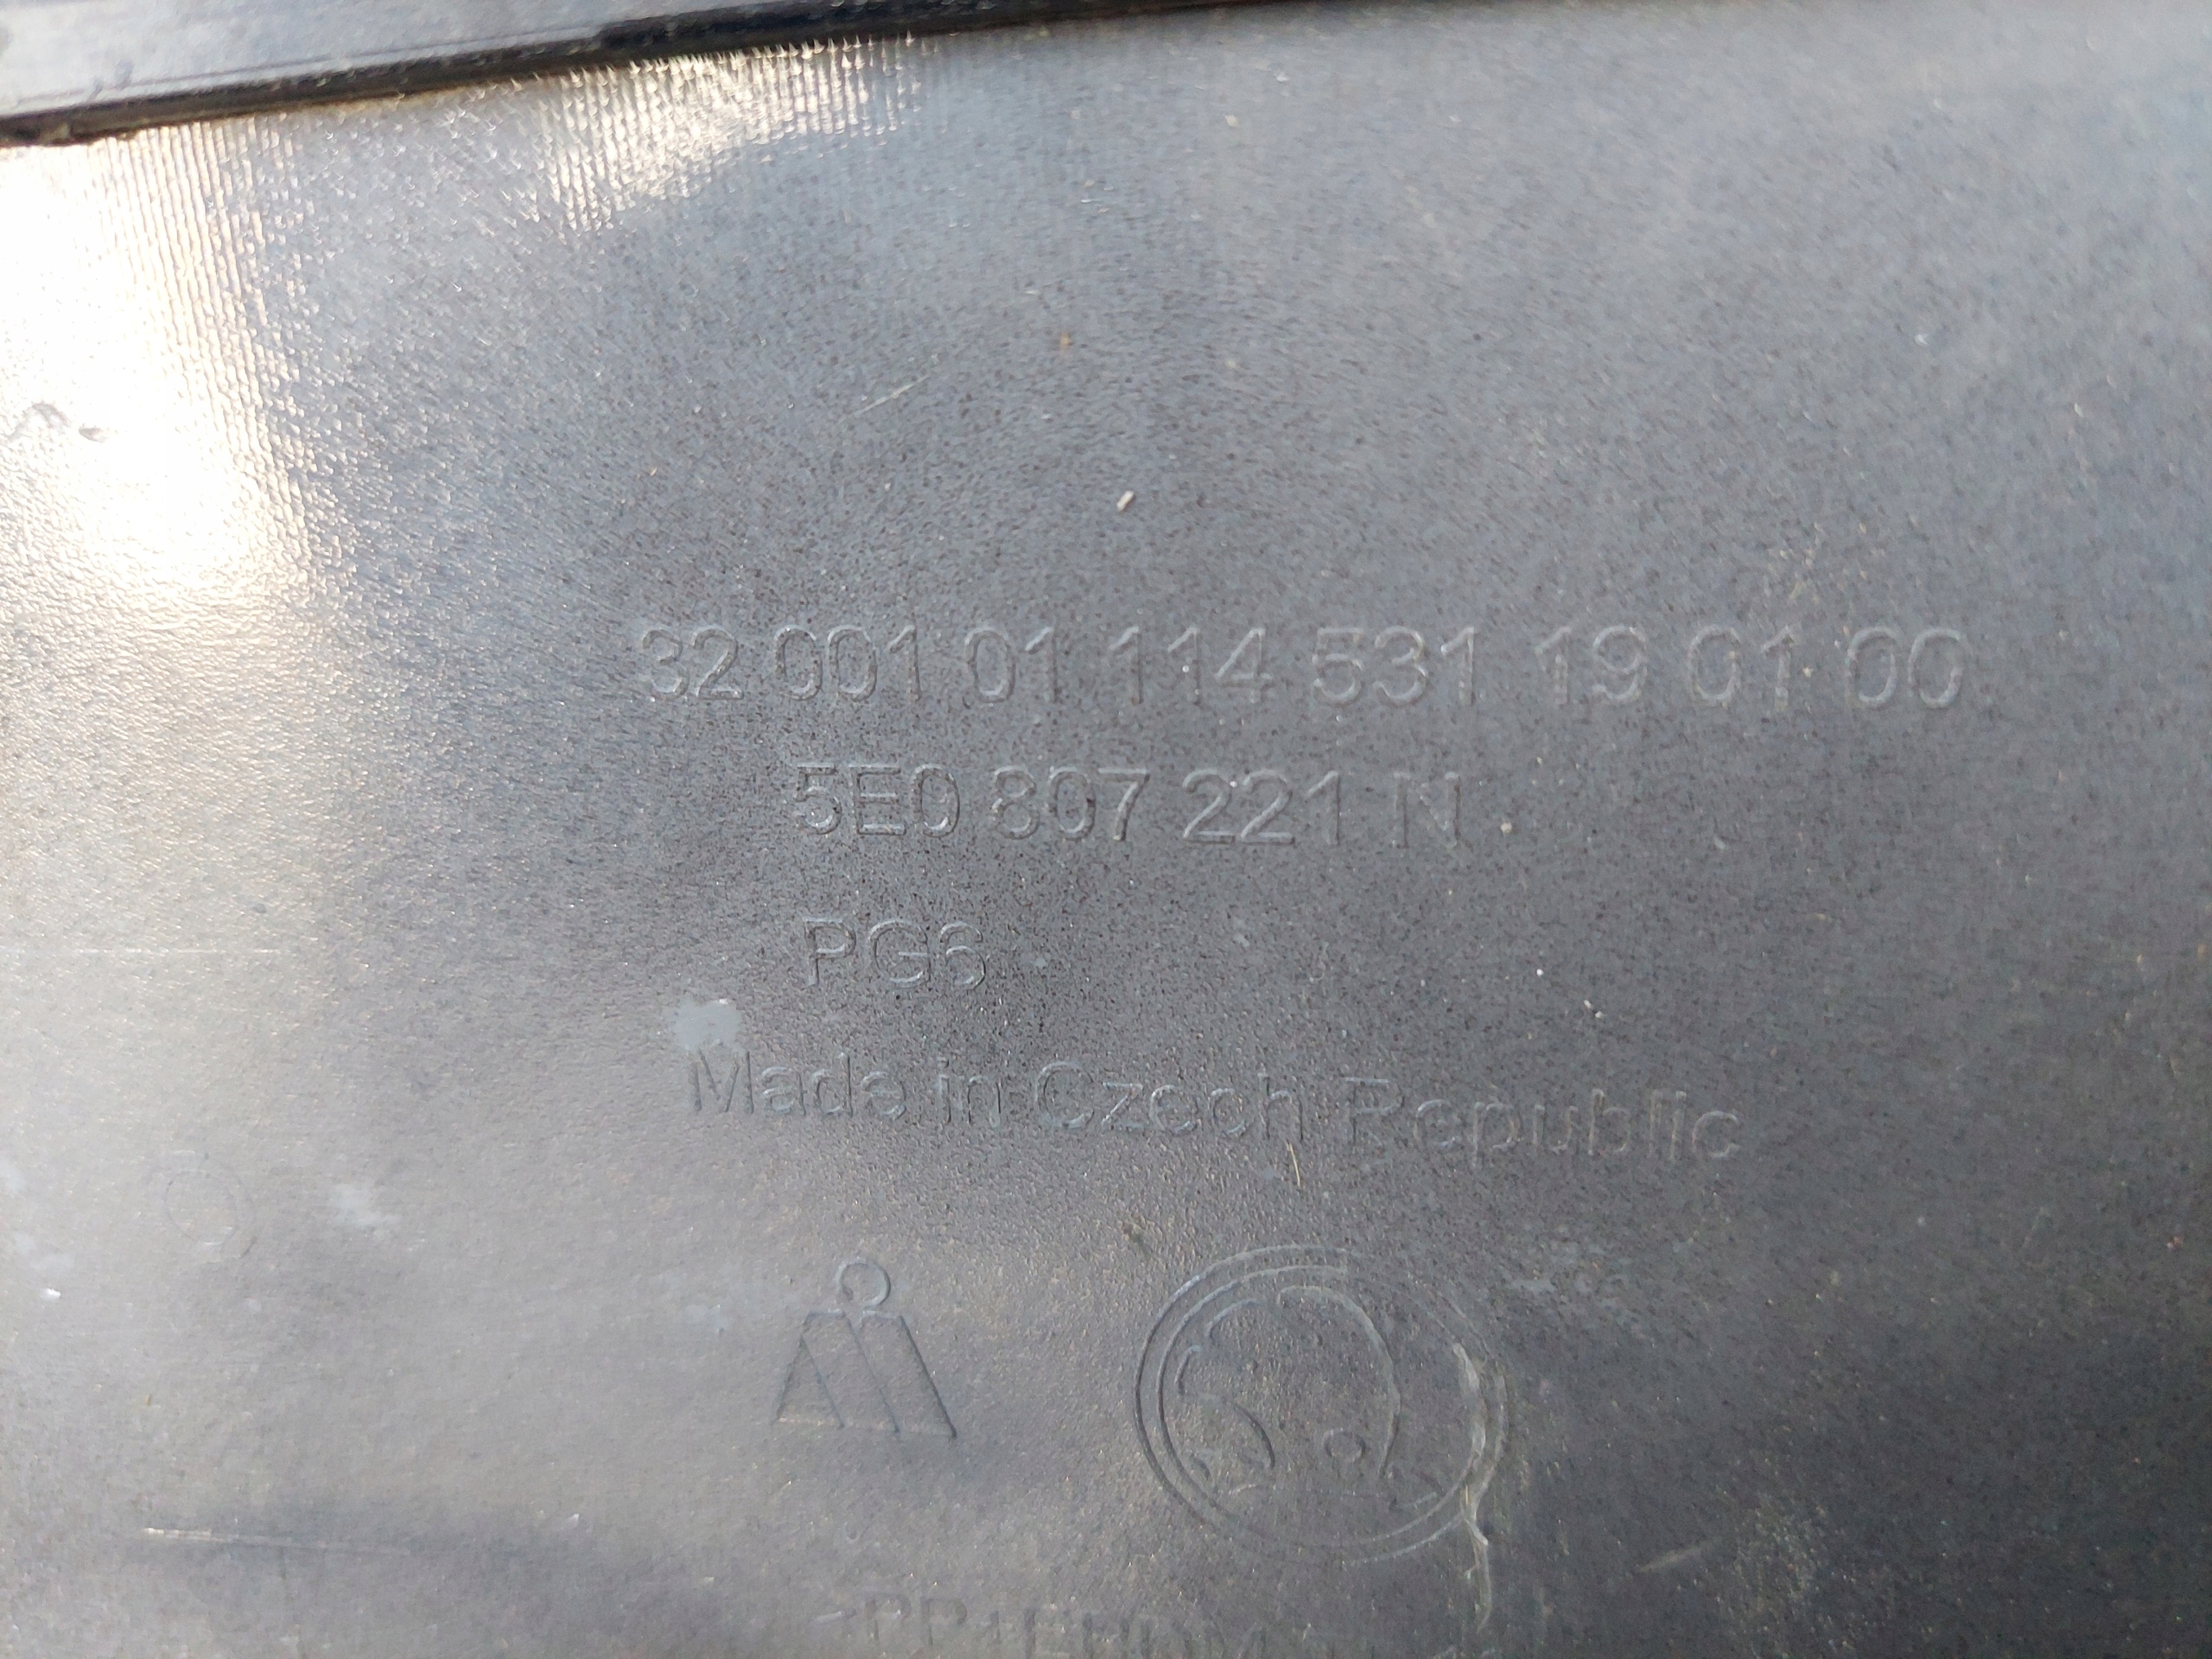 32 001 01 114 531 19 01 00
5E0 807 221 N
PG6
Made in Czech Republic